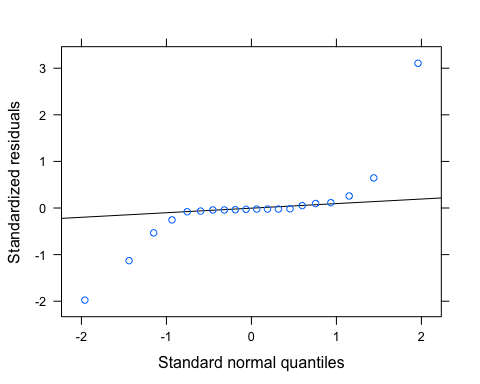 Standardized residuals
3
2
1
0
-1
-2
-2 -1 0 1 2
Standard normal quantiles